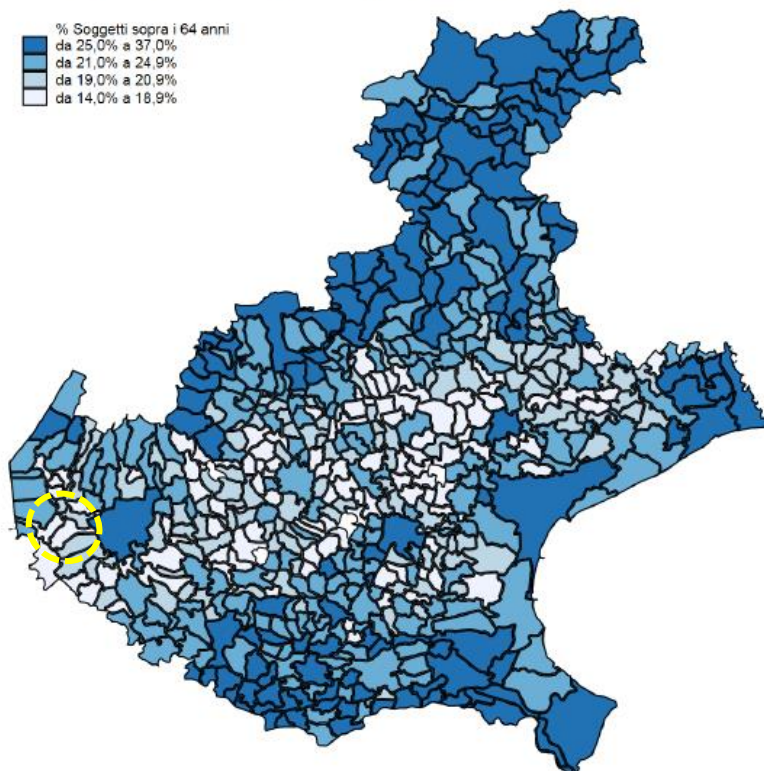 % Soggetti sopra i 64 anni
da 25,0% a 37,0%
da 21,0% a 24,9%
da 19,0% a 20,9%
da 14,0% a 18,9%